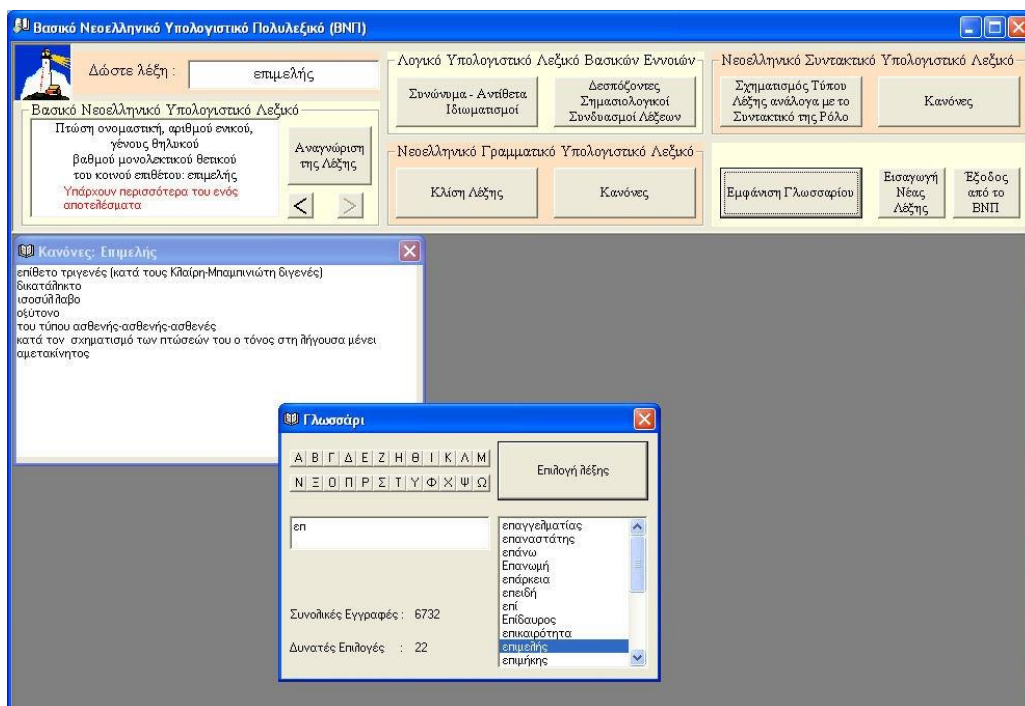 Βασικό Νεοελληνικό Υπολογιστικό Πολυλεξικό (ΒΝΠ)
Δώστε λέξη :
επιμελής
Βασικό Νεοελληνικό Υπολογιστικό Λεξικό
Πτώση ονομαστική, αριθμού ενικού,
γένους θηλυκού
βαθμού μονολεκτικού θετικού
του κοινού επιθέτου: επιμελής
Υπάρχουν περισσότερα του ενός
αποτελέσματα
Αναγνώριση
της Λέξης
<
>
Λογικό Υπολογιστικό Λεξικό Βασικών Εννοιών
Συνώνυμα - Αντίθετα
Ιδιωματισμοί
Δεσπόζοντες
Σημασιολογικοί
Συνδυασμοί Λέξεων
Νεοελληνικό Γραμματικό Υπολογιστικό Λεξικό
Κλίση Λέξης
Κανόνες
Νεοελληνικό Συντακτικό Υπολογιστικό Λεξικό
Σχηματισμός Τύπου
Λέξης ανάλογα με το
Συντακτικό της Ρόλο
Κανόνες
Εμφάνιση Γλωσσαρίου
Εισαγωγή
Νέας
Λέξης
Έξοδος
από το
ΒΝΠ
Κανόνες: Επιμελής
επίθετο τριγενές (κατά τους Κλαίρη-Μπαμπινιώτη διγενές)
δικατάληκτο
ισοσύλλαβο
οξύτονο
του τύπου ασθενής-ασθενής-ασθενές
κατά τον σχηματισμό των πτώσεών του ο τόνος στη λήγουσα μένει
αμετακίνητος
Γλωσσάρι
Α Β Γ Δ Ε Ζ Η Θ Ι Κ Λ Μ
Ν Ξ Ο Π Ρ Σ Τ Υ Φ Χ Ψ Ω
Επιλογή λέξης
επ
Συνολικές Εγγραφές : 6732
Δυνατές Επιλογές : 22
επαγγελματίας
επαναστάτης
επάνω
Επανωμή
επάρκεια
επειδή
επί
Επίδαυρος
επικαιρότητα
επιμελής
επιμήκης